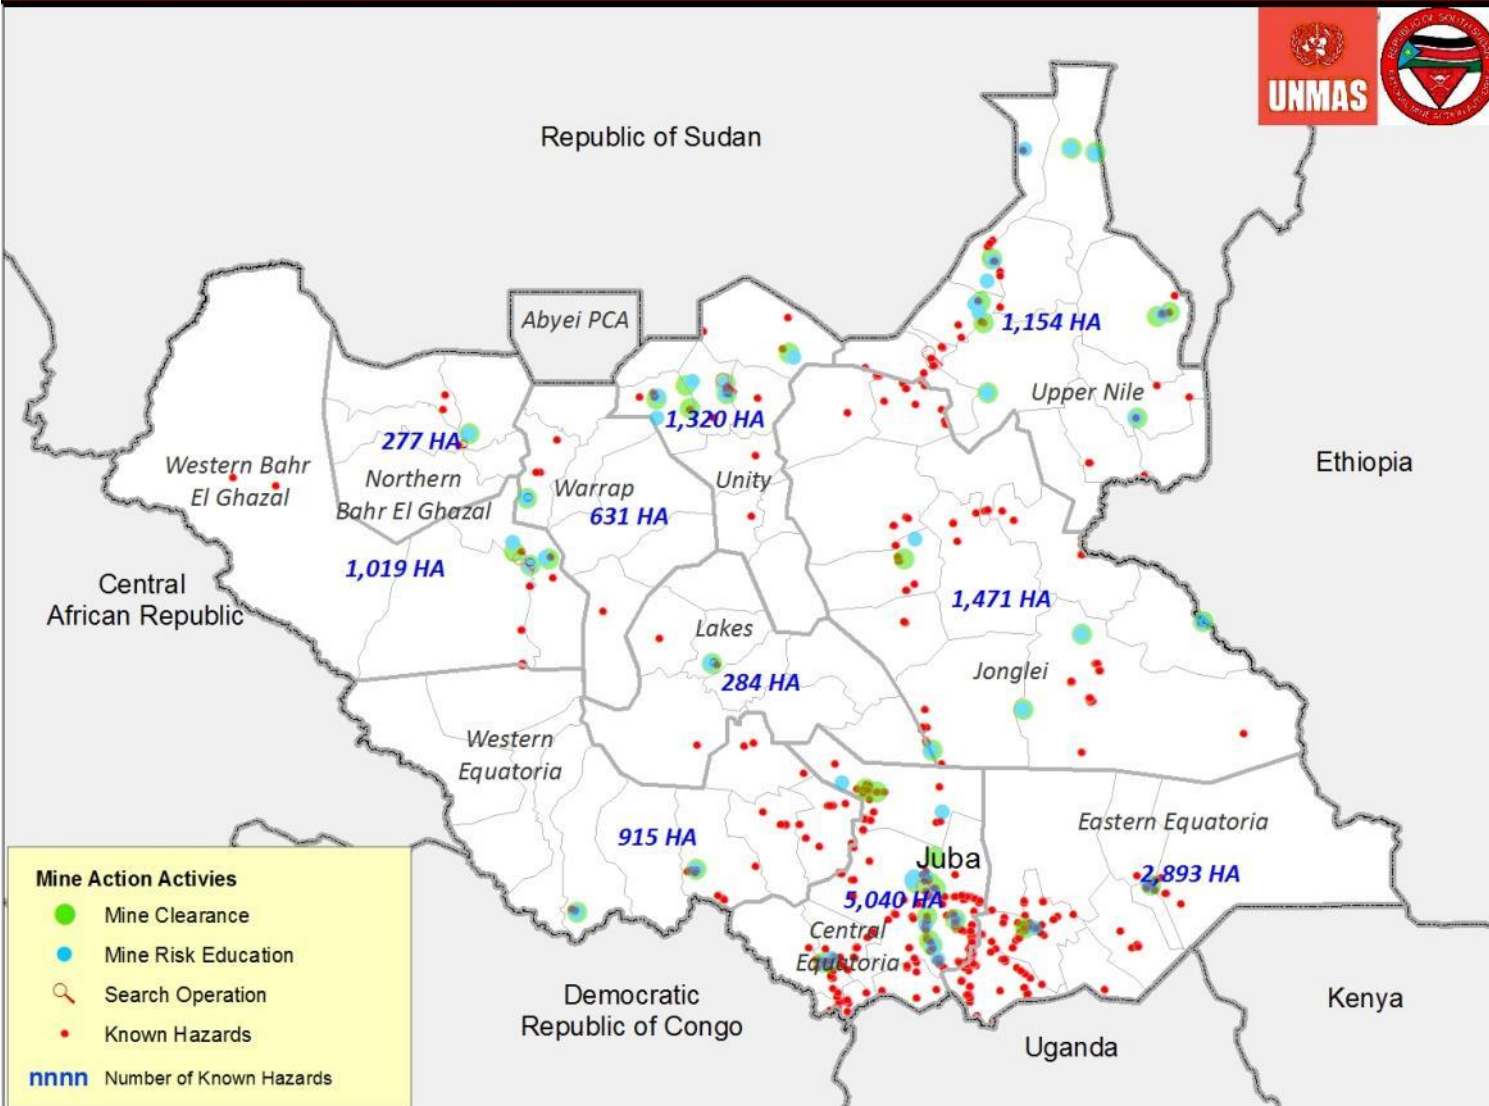 UNMAS
REPUBLIC OF SOUTH SUDAN
Republic of Sudan
Abyei PCA
1,154 HA
Upper Nile
1,320 HA
Unity
277 HA
Northern
Bahr El Ghazal
Western Bahr
El Ghazal
1,019 HA
Warrap
631 HA
Ethiopia
Central
African Republic
1,471 HA
Jonglei
Lakes
284 HA
Western
Equatoria
915 HA
Juba
5,040 HA
Central
Equatoria
Eastern Equatoria
2,893 HA
Democratic
Republic of Congo
Uganda
Kenya
Mine Action Activies
Mine Clearance
Mine Risk Education
Search Operation
Known Hazards
nnnn Number of Known Hazards